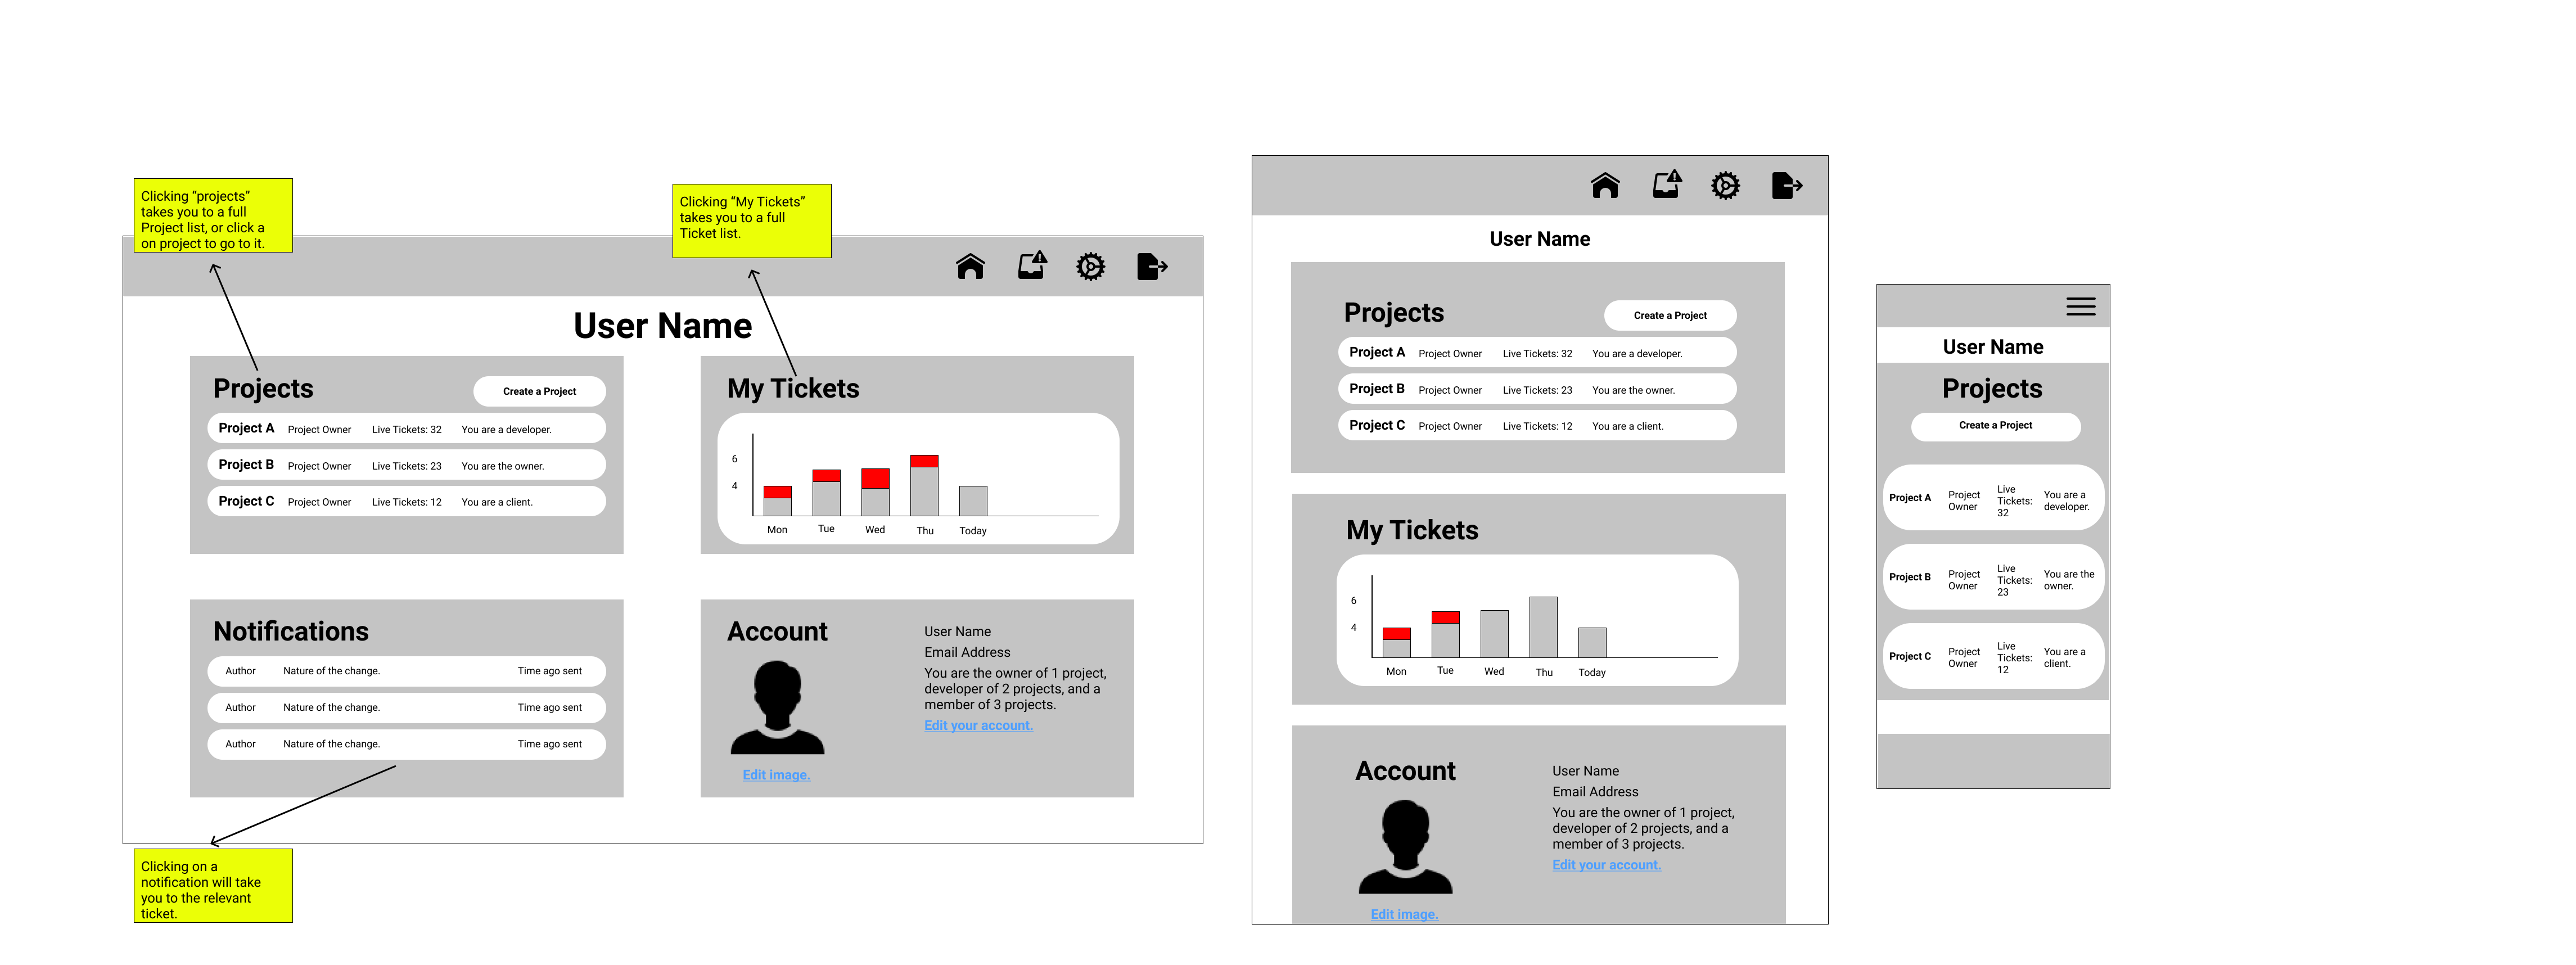 Clicking “projects”
takes you to a full
Project list, or click a
on project to go to it.
Clicking “My Tickets”
takes you to a full
Ticket list.
User Name
Projects
Create a Project
Project A Project Owner Live Tickets: 32 You are a developer.
Project B Project Owner Live Tickets: 23 You are the owner.
Project C Project Owner Live Tickets: 12 You are a client.
My Tickets
6
4
Mon Tue Wed Thu Today
Notifications
Author Nature of the change. Time ago sent
Author Nature of the change. Time ago sent
Author Nature of the change. Time ago sent
Account
User Name
Email Address
You are the owner of 1 project,
developer of 2 projects, and a
member of 3 projects.
Edit your account.
Edit image.
Clicking on a
notification will take
you to the relevant
ticket.
User Name
Projects
Create a Project
Project A Project Owner Live Tickets: 32 You are a developer.
Project B Project Owner Live Tickets: 23 You are the owner.
Project C Project Owner Live Tickets: 12 You are a client.
My Tickets
6
4
Mon Tue Wed Thu Today
Account
User Name
Email Address
You are the owner of 1 project,
developer of 2 projects, and a
member of 3 projects.
Edit your account.
Edit image.
User Name
Projects
Create a Project
Project A
Project
Owner
Live
Tickets:
32
You are a
developer.
Project B
Project
Owner
Live
Tickets:
23
You are the
owner.
Project C
Project
Owner
Live
Tickets:
12
You are a
client.